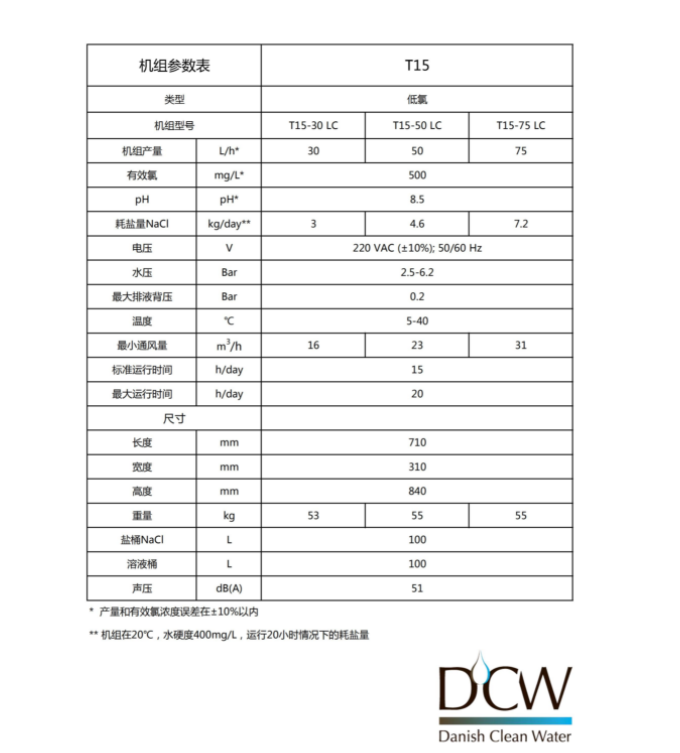 机组参数表 T15
类型 低氯
机组型号 T15-30 LC T15-50 LC T15-75 LC
机组产量 L/h* 30 50 75
有效氯 mg/L* 500
pH pH* 8.5
耗盐量NaCl kg/day** 3 4.6 7.2
电压 V 220 VAC (±10%); 50/60 Hz
水压 Bar 2.5-6.2
最大排液背压 Bar 0.2
温度 ℃ 5-40
最小通风量 m³/h 16 23 31
标准运行时间 h/day 15
最大运行时间 h/day 20
尺寸
长度 mm 710
宽度 mm 310
高度 mm 840
重量 kg 53 55 55
盐桶NaCl L 100
溶液桶 L 100
声压 dB(A) 51
* 产量和有效氯浓度误差在±10%以内
** 机组在20℃，水硬度400mg/L，运行20小时情况下的耗盐量
DCW
Danish Clean Water